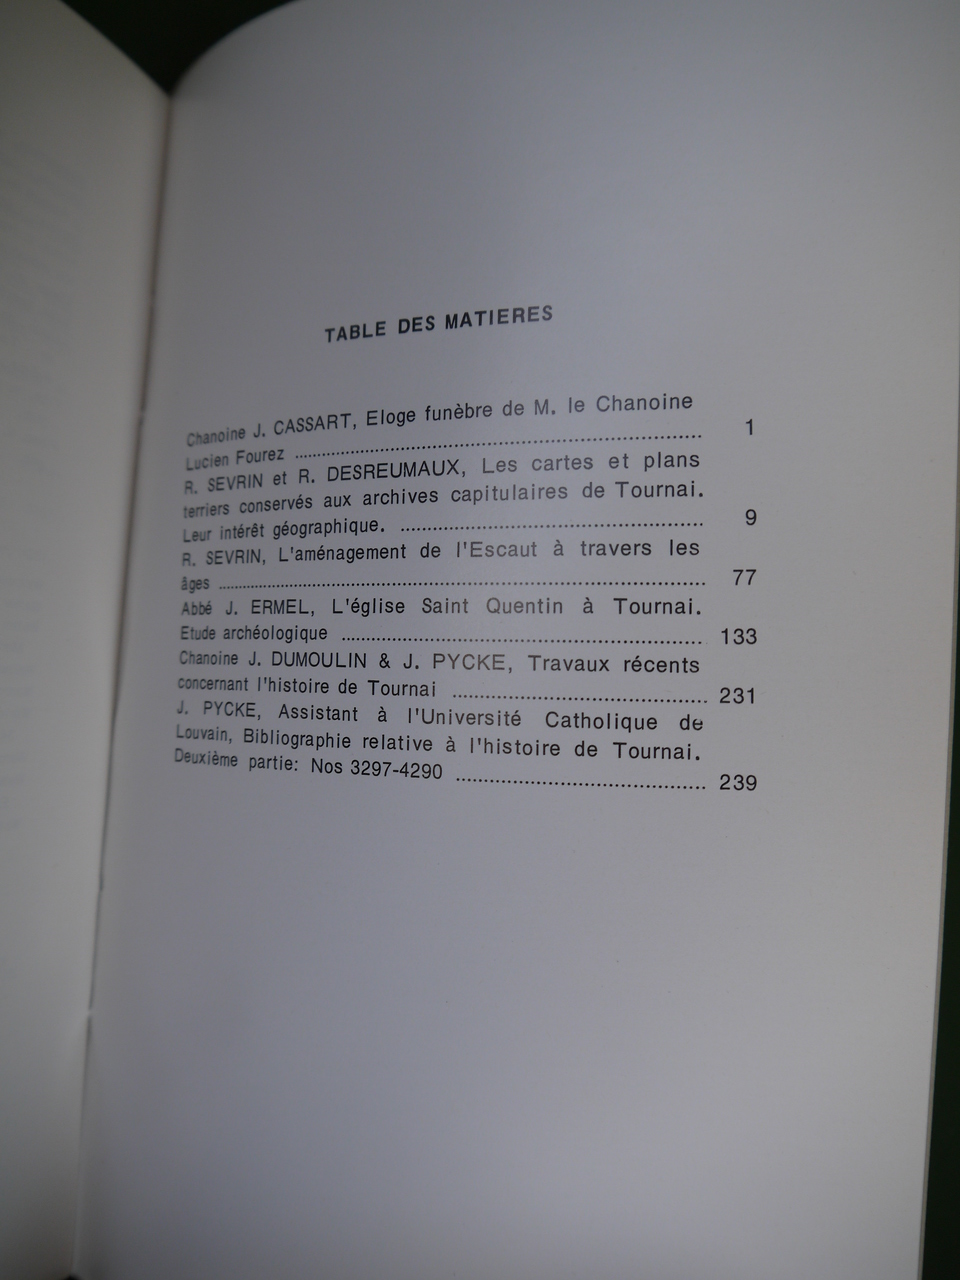 TABLE DES MATIERES
Chanoine J. CASSART, Eloge funèbre de M. le Chanoine
Lucien Fourez ........................................................................ 1
R. SEVRIN et R. DESREUMAUX, Les cartes et plans
terriers conservés aux archives capitulaires de Tournai.
Leur intérêt géographique. ...................................................... 9
R. SEVRIN, L'aménagement de l'Escaut à travers les
âges .................................................................................... 77
Abbé J. ERMEL, L'église Saint Quentin à Tournai.
Etude archéologique .............................................................. 133
Chanoine J. DUMOULIN & J. PYCKE, Travaux récents
concernant l'histoire de Tournai .............................................. 231
J. PYCKE, Assistant à l'Université Catholique de
Louvain, Bibliographie relative à l'histoire de Tournai.
Deuxième partie: Nos 3297-4290 .............................................. 239